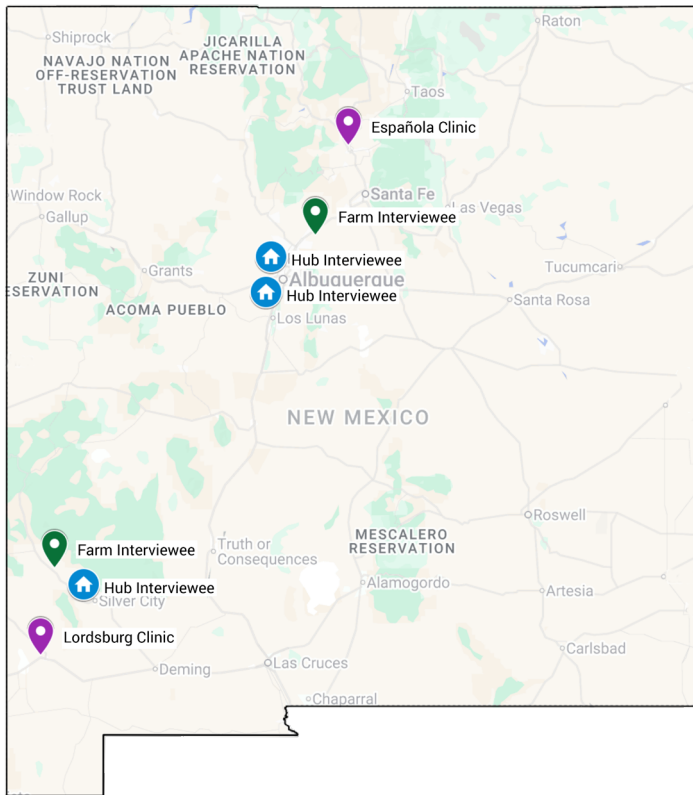 Raton
Shiprock
JICARILLA
APACHE NATION
RESERVATION
NAVAJO NATION
OFF-RESERVATION
TRUST LAND
Taos
Española Clinic
Window Rock
Gallup
Santa Fe
Las Vegas
Farm Interviewee
Hub Interviewee
Albuquerque
Hub Interviewee
ZUNI
ESERVATION
Grants
Tucumcari
Santa Rosa
ACOMA PUEBLO
Los Lunas
NEW MEXICO
Roswell
MESCALERO
RESERVATION
Farm Interviewee
Truth or
Consequences
Hub Interviewee
Silver City
Alamogordo
Artesia
Lordsburg Clinic
Deming
Las Cruces
Carlsbad
Chaparral